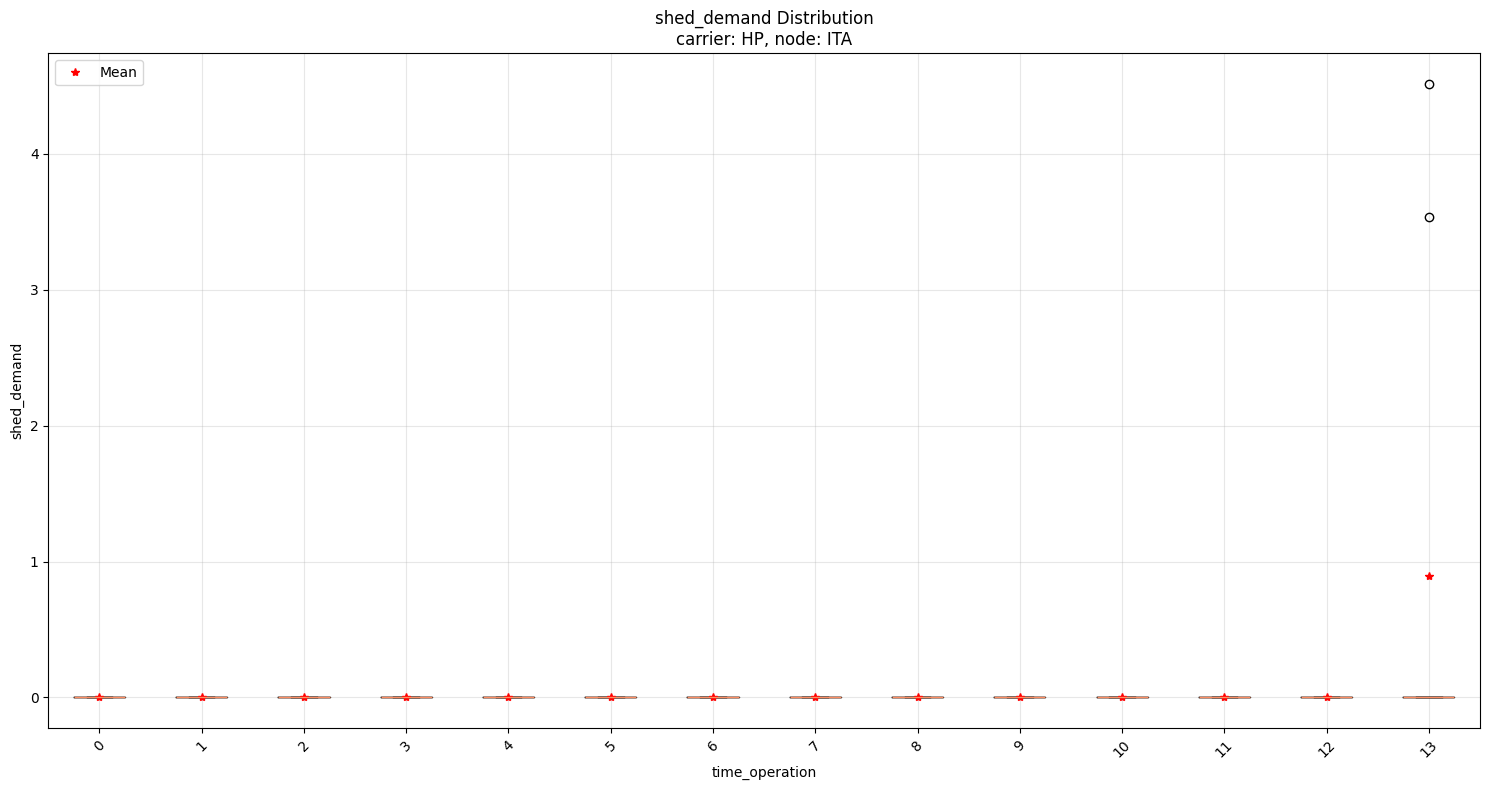 shed_demand Distribution
carrier: HP, node: ITA
Mean
shed_demand
4
3
2
1
0
0 1 2 3 4 5 6 7 8 9 10 11 12 13
time_operation